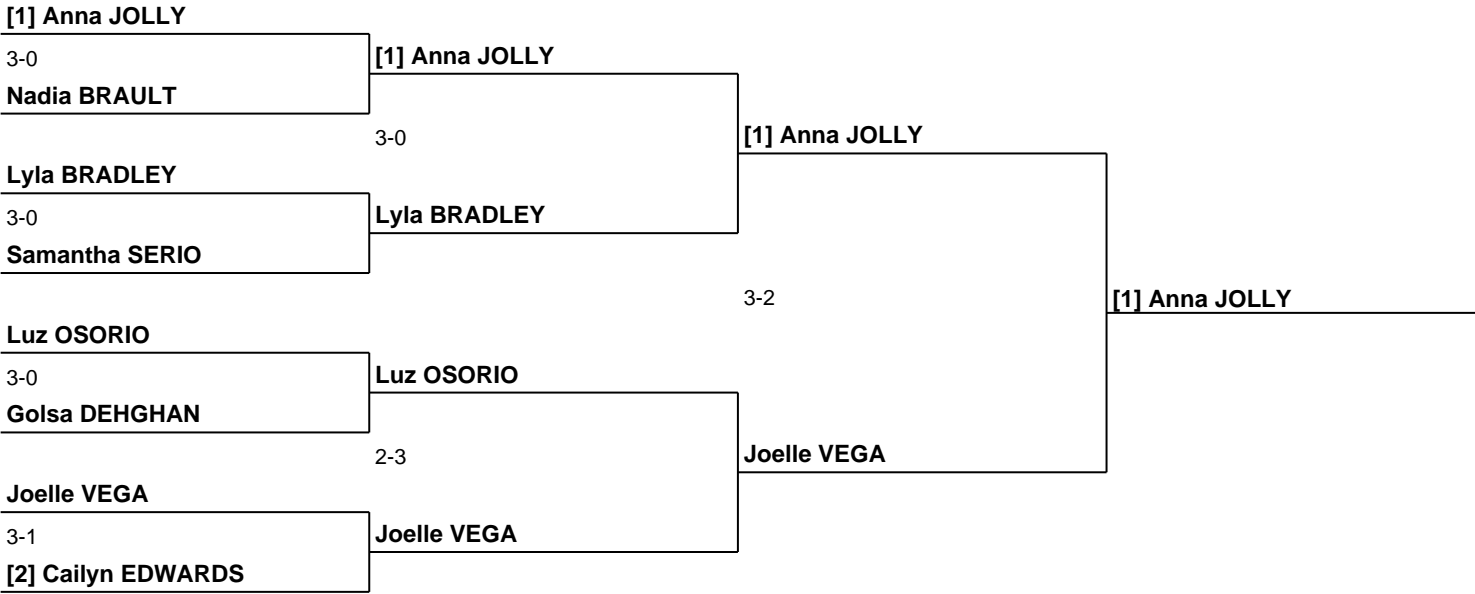 [1] Anna JOLLY
3-0
Nadia BRAULT
Lyla BRADLEY
3-0
Samantha SERIO
Luz OSORIO
3-0
Golsa DEHGHAN
Joelle VEGA
3-1
[2] Cailyn EDWARDS
[1] Anna JOLLY
3-0
Lyla BRADLEY
Luz OSORIO
2-3
Joelle VEGA
[1] Anna JOLLY
3-2
Joelle VEGA
[1] Anna JOLLY